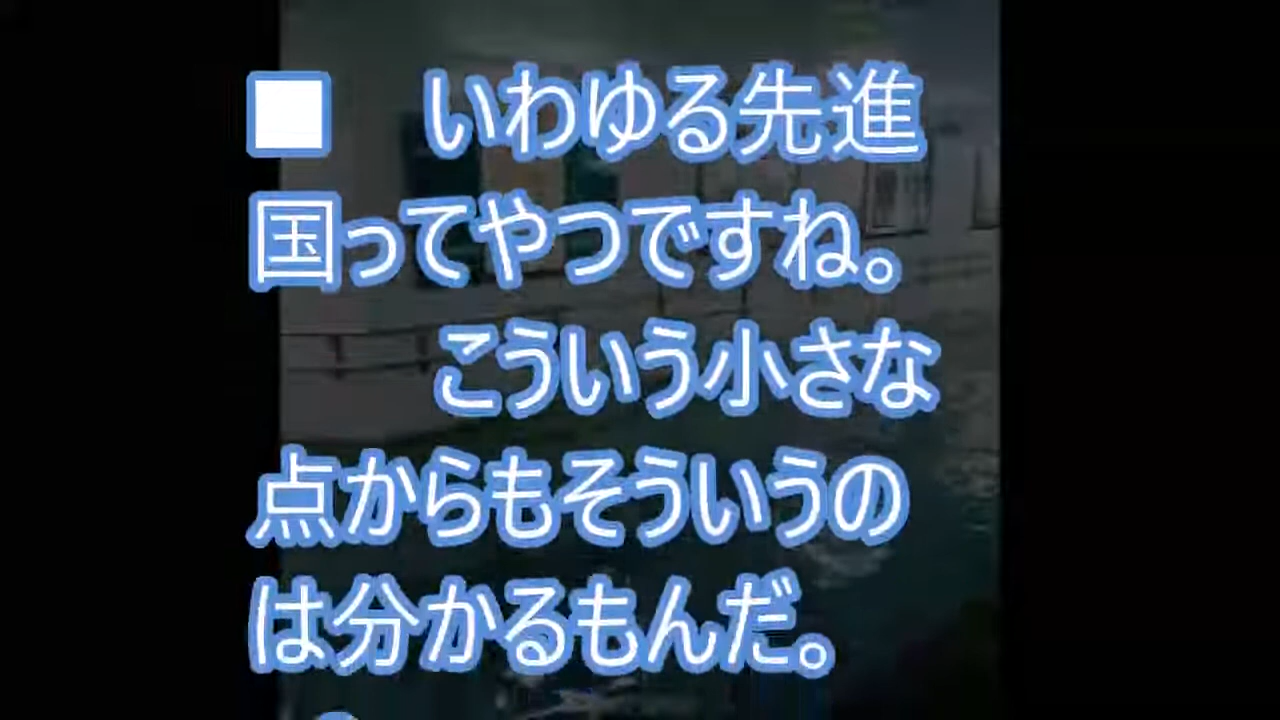 ■　いわゆる先進
国ってやつですね。
こういう小さな
点からもそういうの
は分かるもんだ。